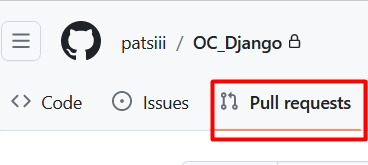 patsiii / OC_Django
Code Issues Pull requests